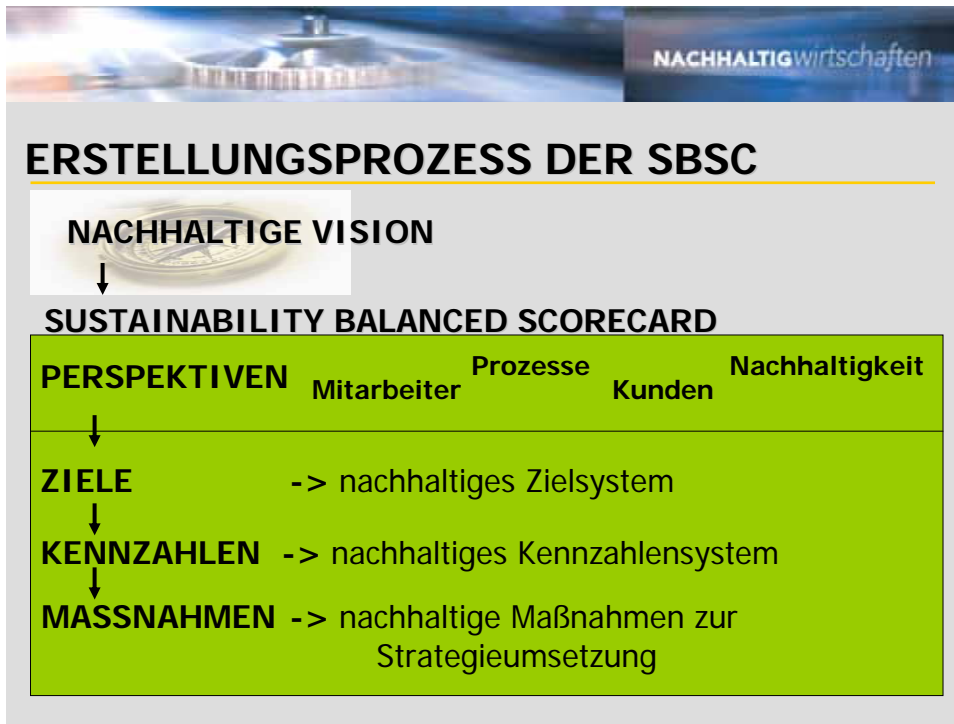 NACHHALTIGwirtschaften
ERSTELLUNGSPROZESS DER SBSC
NACHHALTIGE VISION
SUSTAINABILITY BALANCED SCORECARD
PERSPEKTIVEN Mitarbeiter Prozesse Kunden Nachhaltigkeit
ZIELE -> nachhaltiges Zielsystem
KENNZAHLEN -> nachhaltiges Kennzahlensystem
MASSNAHMEN -> nachhaltige Maßnahmen zur
Strategieumsetzung